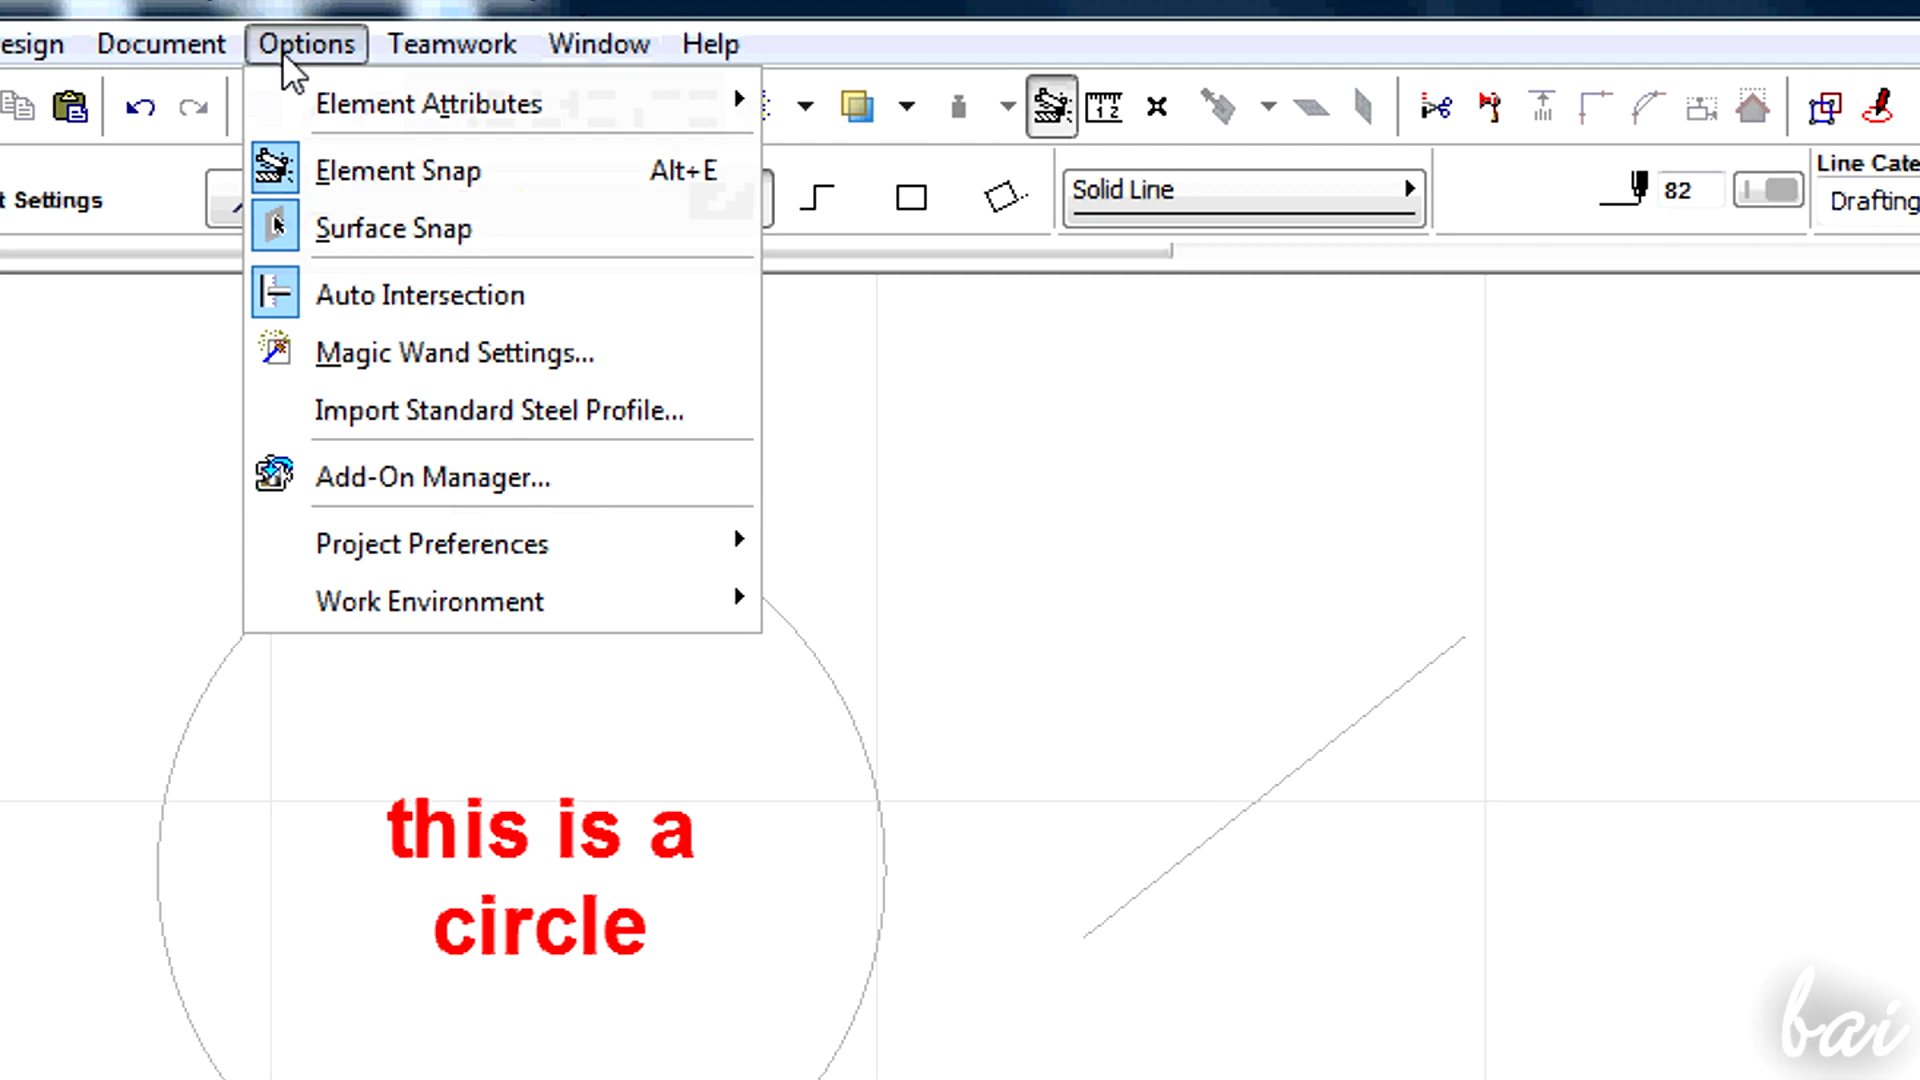 esign Document Options Teamwork Window Help
Element Attributes
Element Snap Alt+E
Surface Snap
Auto Intersection
Magic Wand Settings...
Import Standard Steel Profile...
Add-On Manager...
Project Preferences
Work Environment
t Settings
Solid Line
82
Line Cate
Drafting
1 2
this is a
circle
bai